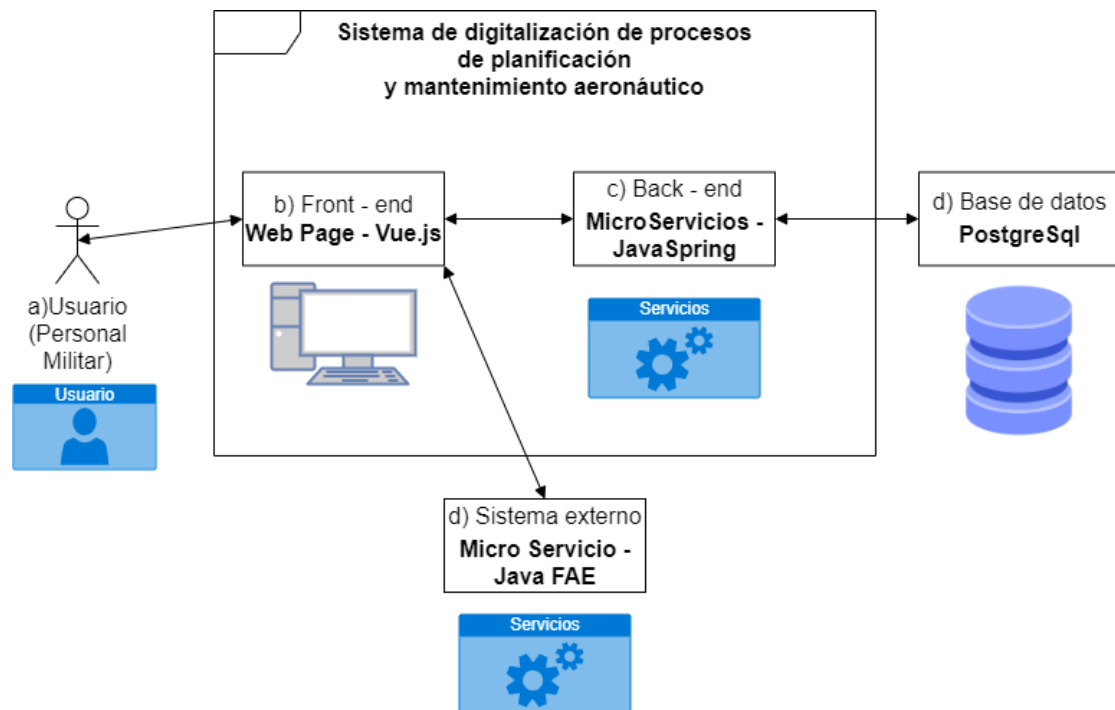 Sistema de digitalización de procesos
de planificación
y mantenimiento aeronáutico
b) Front - end
Web Page - Vue.js
c) Back - end
MicroServicios -
JavaSpring
d) Base de datos
PostgreSql
a)Usuario
(Personal
Militar)
Usuario
Servicios
d) Sistema externo
Micro Servicio -
Java FAE
Servicios